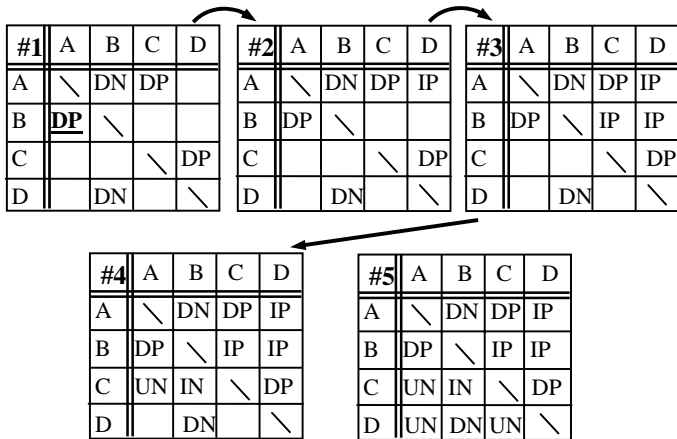 #1 A B C D
A \ DN DP
B DP \
C \ DP
D DN \
#2 A B C D
A \ DN DP IP
B DP \
C \ DP
D DN \
#3 A B C D
A \ DN DP IP
B DP \ IP IP
C \ DP
D DN \
#4 A B C D
A \ DN DP IP
B DP \ IP IP
C UN IN \ DP
D DN \
#5 A B C D
A \ DN DP IP
B DP \ IP IP
C UN IN \ DP
D UN DN UN \